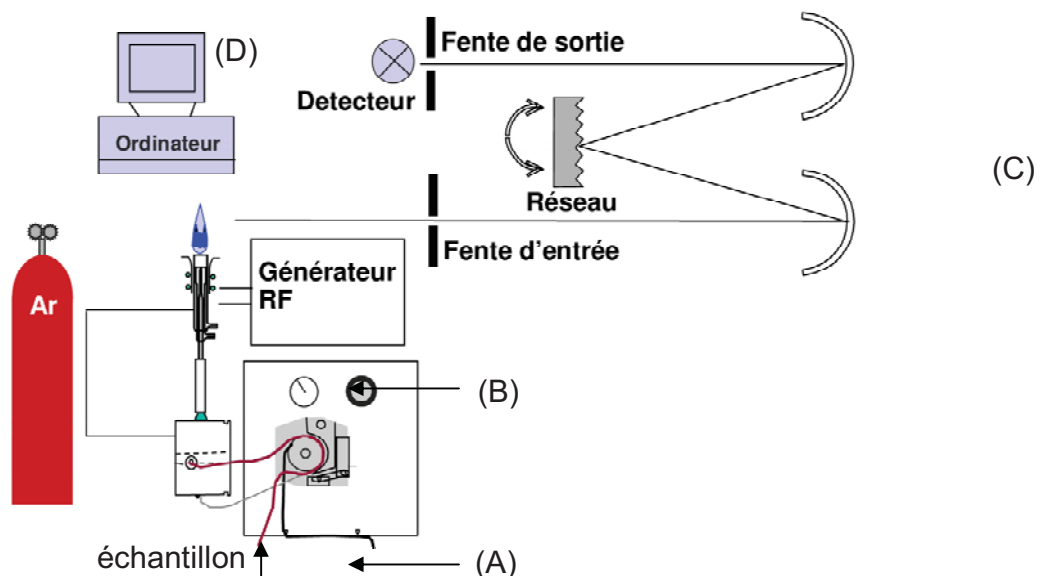 (D)
Fente de sortie
Detecteur
Ordinateur
Réseau
(C)
Fente d'entrée
Générateur
RF
Ar
(B)
échantillon
(A)